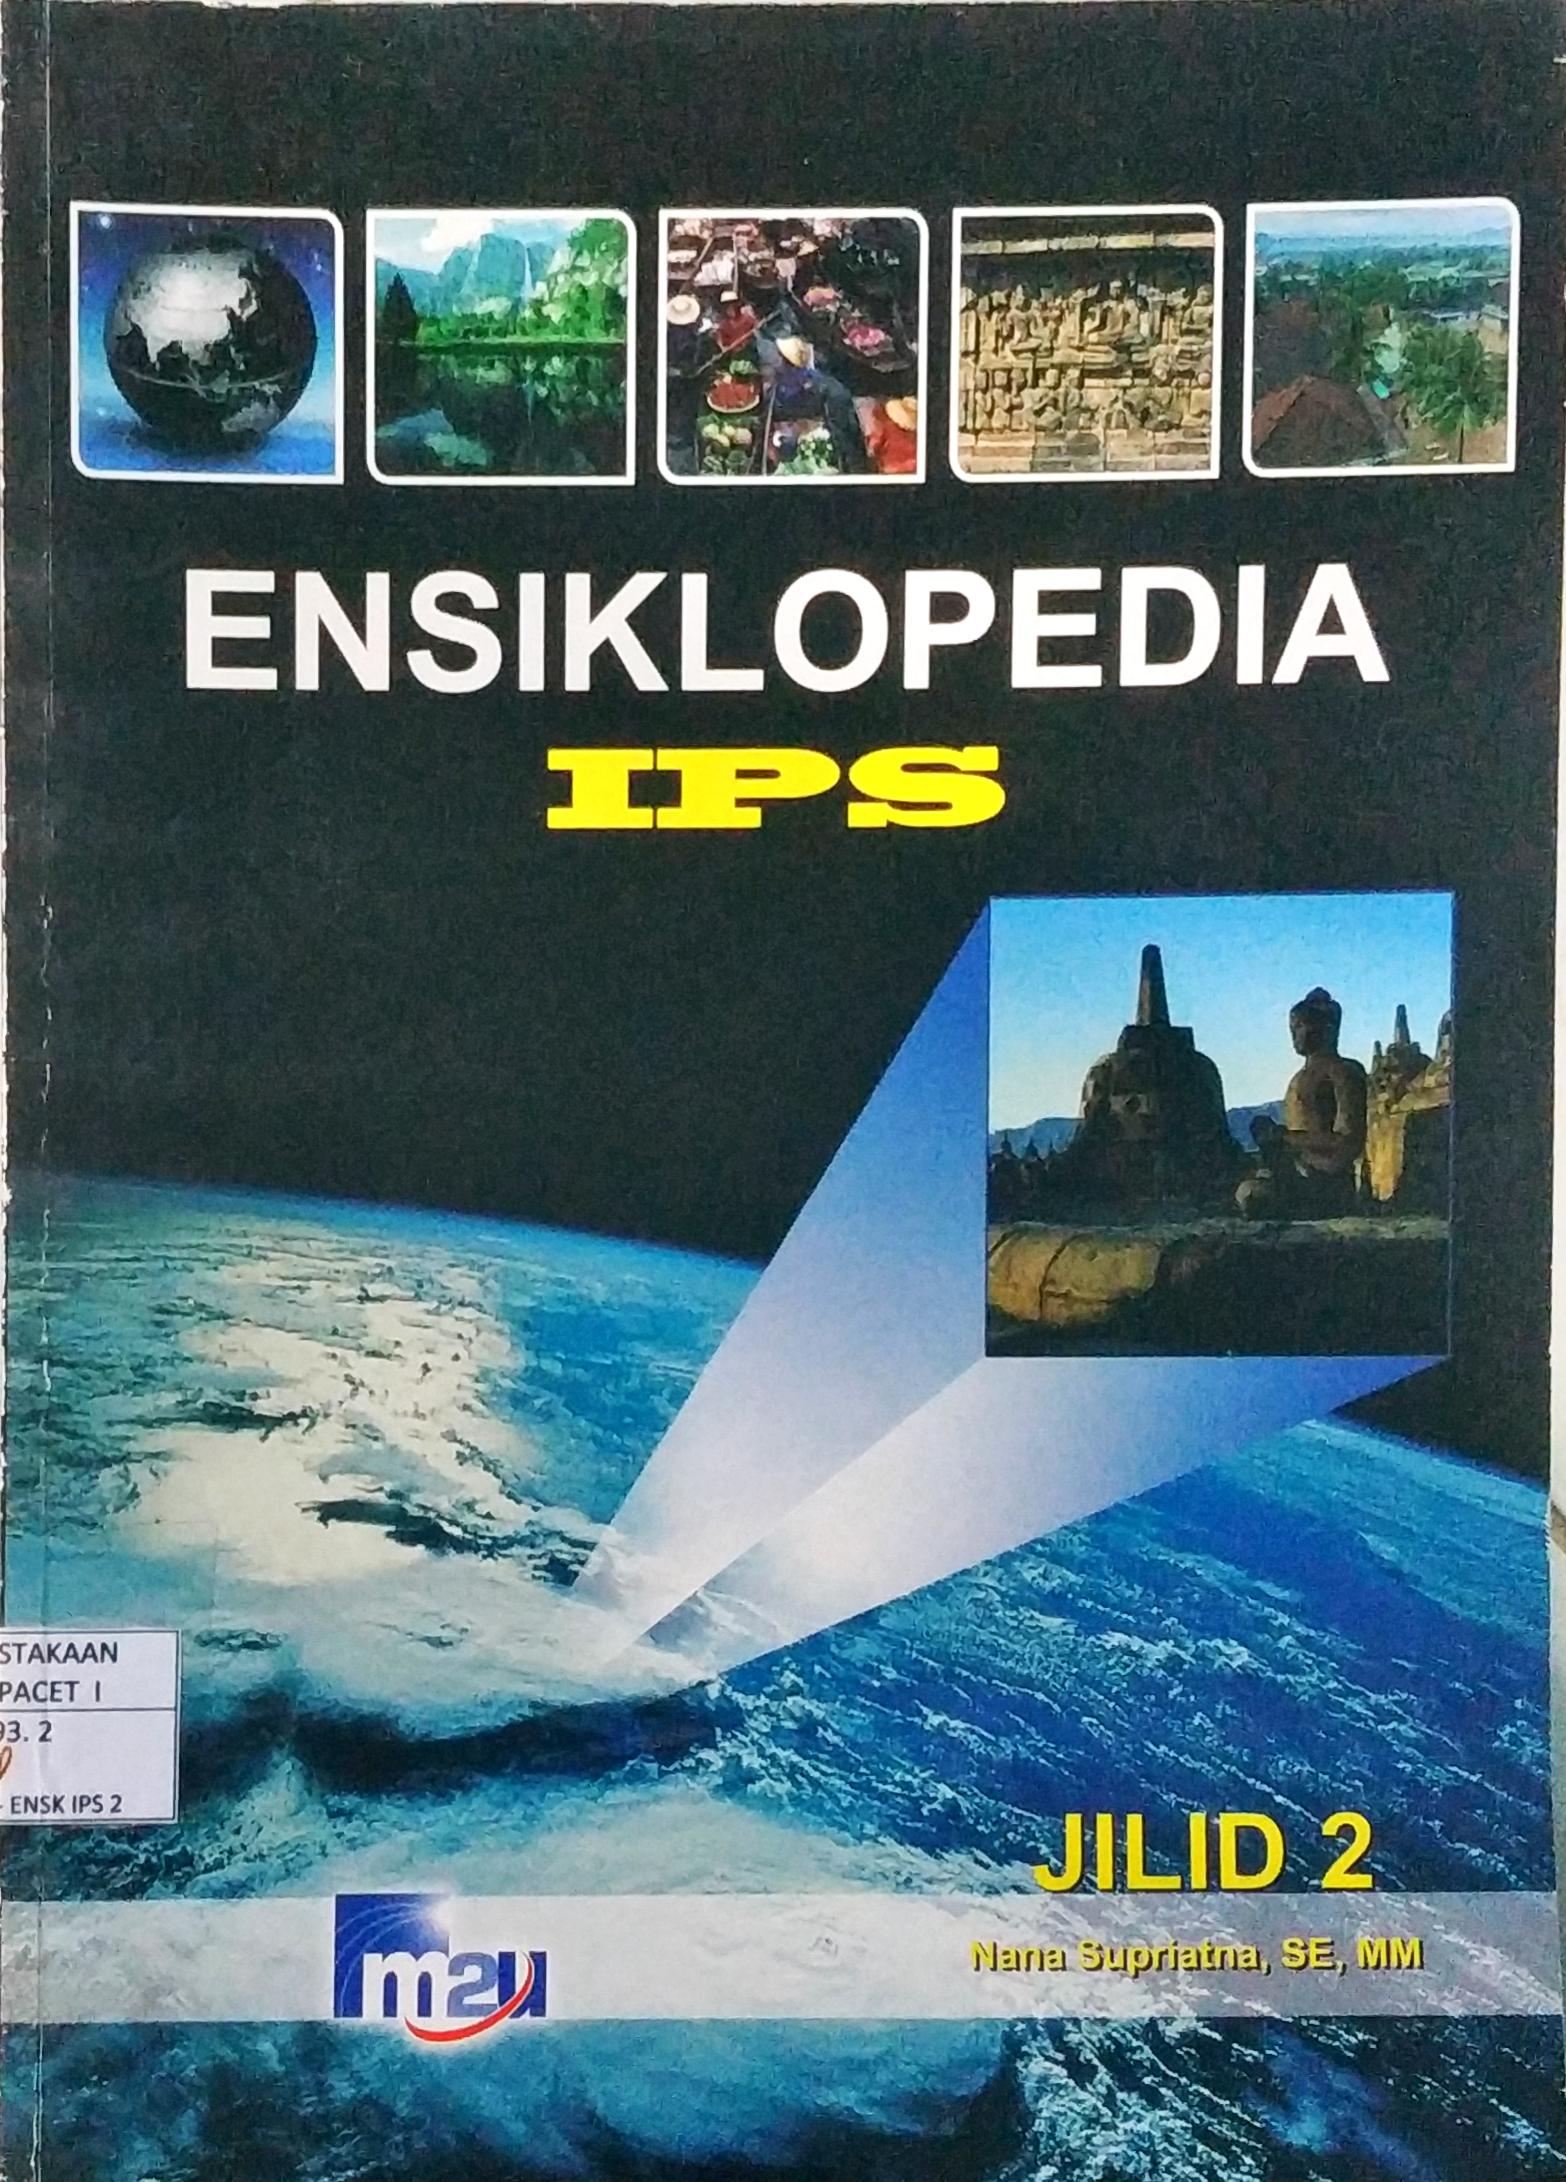 ENSIKLOPEDIA
IPS
STAKAAN
PACET I
93. 2
- ENSK IPS 2
JILID 2
Nana Supriatna, SE, MM
m2u